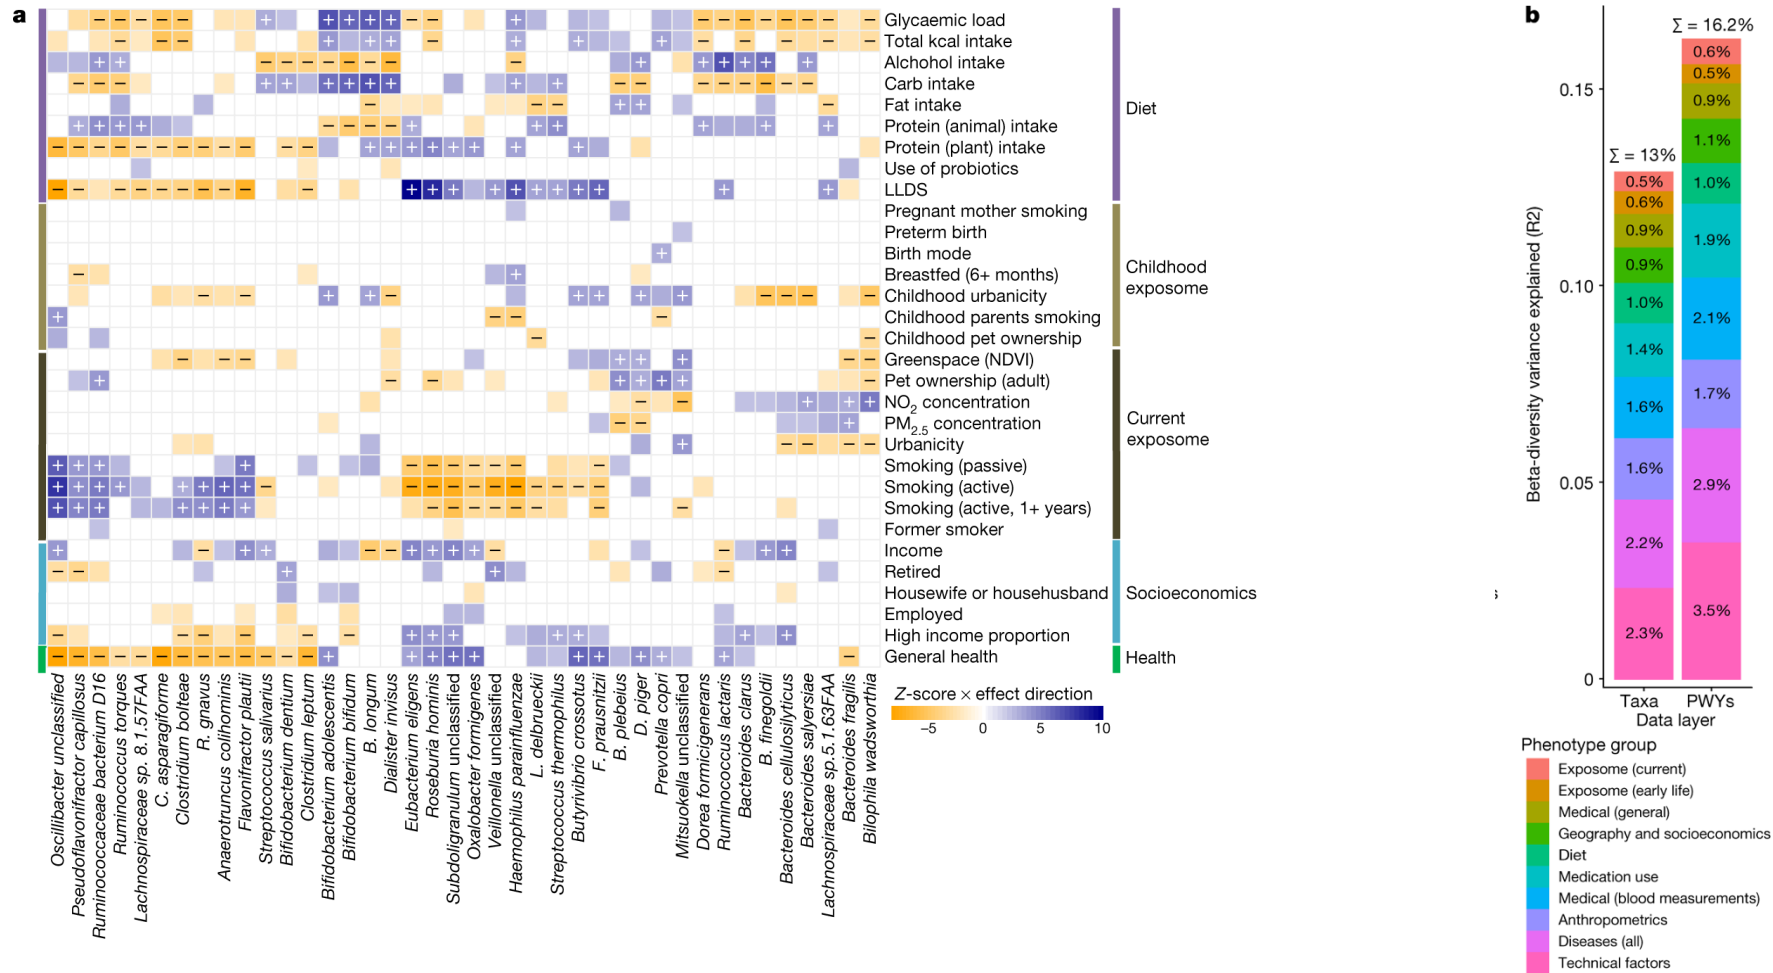 a
Glycaemic load
Total kcal intake
Alchohol intake
Carb intake
Fat intake
Protein (animal) intake
Protein (plant) intake
Use of probiotics
LLDS
Pregnant mother smoking
Preterm birth
Birth mode
Breastfed (6+ months)
Childhood urbanicity
Childhood parents smoking
Childhood pet ownership
Greenspace (NDVI)
Pet ownership (adult)
NO2 concentration
PM2.5 concentration
Urbanicity
Smoking (passive)
Smoking (active)
Smoking (active, 1+ years)
Former smoker
Income
Retired
Housewife or househusband
Employed
High income proportion
General health
Diet
Childhood
exposome
Current
exposome
Socioeconomics
Health
Oscillibacter unclassified
Pseudoflavonifractor capillosus
Ruminococcaceae bacterium D16
Ruminococcus torques
Lachnospiraceae sp. 8.1.57FAA
C. asparagiforme
Clostridium bolteae
R. gnavus
Anaerotruncus colihominis
Flavonifractor plautii
Streptococcus salivarius
Bifidobacterium dentium
Clostridium leptum
Bifidobacterium adolescentis
Bifidobacterium bifidum
B. longum
Dialister invisus
Eubacterium eligens
Roseburia hominis
Subdoligranulum unclassified
Oxalobacter formigenes
Veillonella unclassified
Haemophilus parainfluenzae
L. delbrueckii
Streptococcus thermophilus
Butyrivibrio crossotus
F. prausnitzii
B. plebeius
D. piger
Prevotella copri
Mitsuokella unclassified
Dorea formicigenerans
Ruminococcus lactaris
Bacteroides clarus
B. finegoldii
Bacteroides cellulosilyticus
Bacteroides salyersiae
Lachnospiraceae sp.5.1.63FAA
Bacteroides fragilis
Bilophila wadsworthia
Z-score × effect direction
−5 0 5 10
s
b
Σ = 16.2%
Σ = 13%
Beta-diversity variance explained (R2)
0.15
0.10
0.05
0
0.5%
0.6%
0.9%
0.9%
1.0%
1.4%
1.6%
1.6%
2.2%
2.3%
0.6%
0.5%
0.9%
1.1%
1.0%
1.9%
2.1%
1.7%
2.9%
3.5%
Taxa PWYs
Data layer
Phenotype group
Exposome (current)
Exposome (early life)
Medical (general)
Geography and socioeconomics
Diet
Medication use
Medical (blood measurements)
Anthropometrics
Diseases (all)
Technical factors